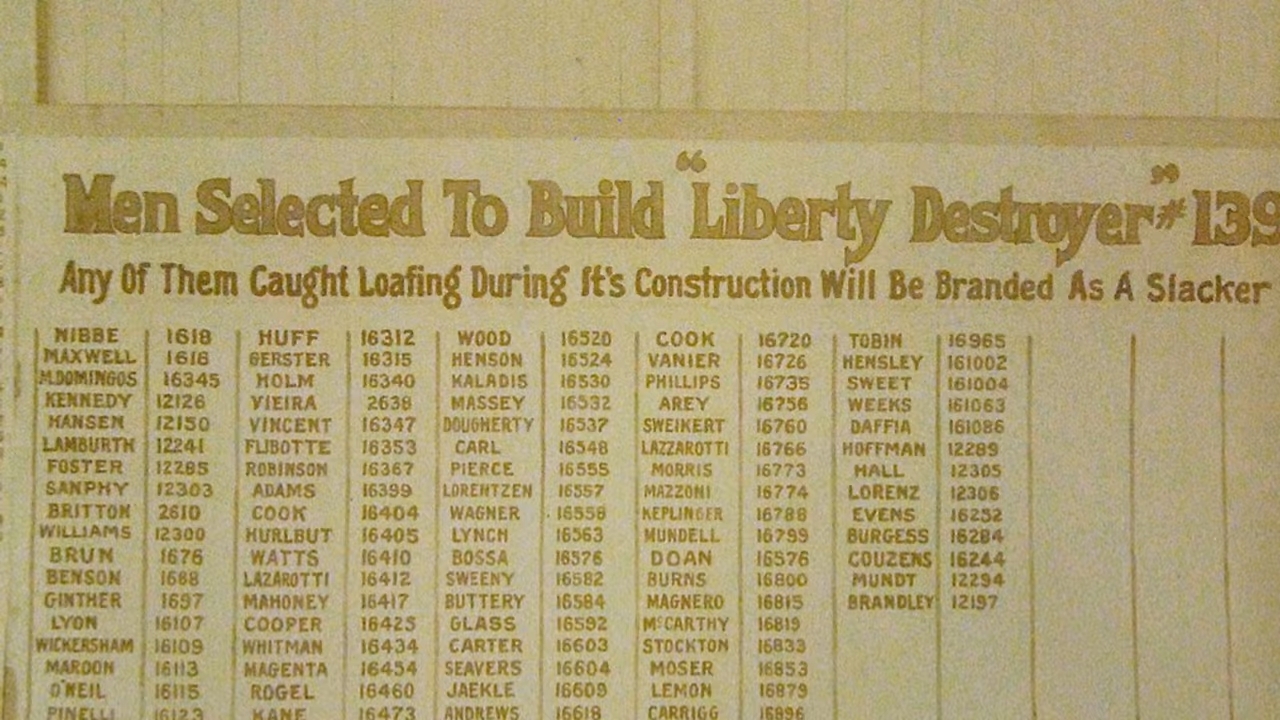 Men Selected To Build "Liberty Destroyer" #139
Any Of Them Caught Loafing During It's Construction Will Be Branded As A Slacker
NIBBE 1618 HUFF 16312 WOOD 16520 COOK 16720 TOBIN 16965
MAXWELL 1616 GERSTER 16315 HENSON 16524 VANIER 16726 HENSLEY 161002
M.DOMINGOS 16345 HOLM 16340 KALADIS 16530 PHILLIPS 16735 SWEET 161004
KENNEDY 12126 VIEIRA 2638 MASSEY 16532 AREY 16756 WEEKS 161063
HANSEN 12150 VINCENT 16347 DOUGHERTY 16537 SWEIKERT 16760 DAFFIA 161086
LAMBURTH 12241 FLIBOTTE 16353 CARL 16548 LAZZAROTTI 16766 HOFFMAN 12289
FOSTER 12285 ROBINSON 16367 PIERCE 16555 MORRIS 16773 HALL 12305
SANPHY 12303 ADAMS 16399 LORENTZEN 16557 MAZZONI 16774 LORENZ 12306
BRITTON 2610 COOK 16404 WAGNER 16558 KEPLINGER 16788 EVENS 16252
WILLIAMS 12300 HURLBUT 16405 LYNCH 16563 MUNDELL 16799 BURGESS 16284
BRUN 1676 WATTS 16410 BOSSA 16576 DOAN 16576 COUZENS 16244
BENSON 1688 LAZAROTTI 16412 SWEENY 16582 BURNS 16800 MUNDT 12294
GINTHER 1697 MAHONEY 16417 BUTTERY 16584 MAGNERO 16815 BRANDLEY 12197
LYON 16107 COOPER 16425 GLASS 16592 McCARTHY 16819
WICKERSHAM 16109 WHITMAN 16434 CARTER 16603 STOCKTON 16833
MAROON 16113 MAGENTA 16454 SEAVERS 16604 MOSER 16853
O'NEIL 16115 ROGEL 16460 JAEKLE 16609 LEMON 16879
PINELLI 16123 KANE 16473 ANDREWS 16618 CARRIGG 16896